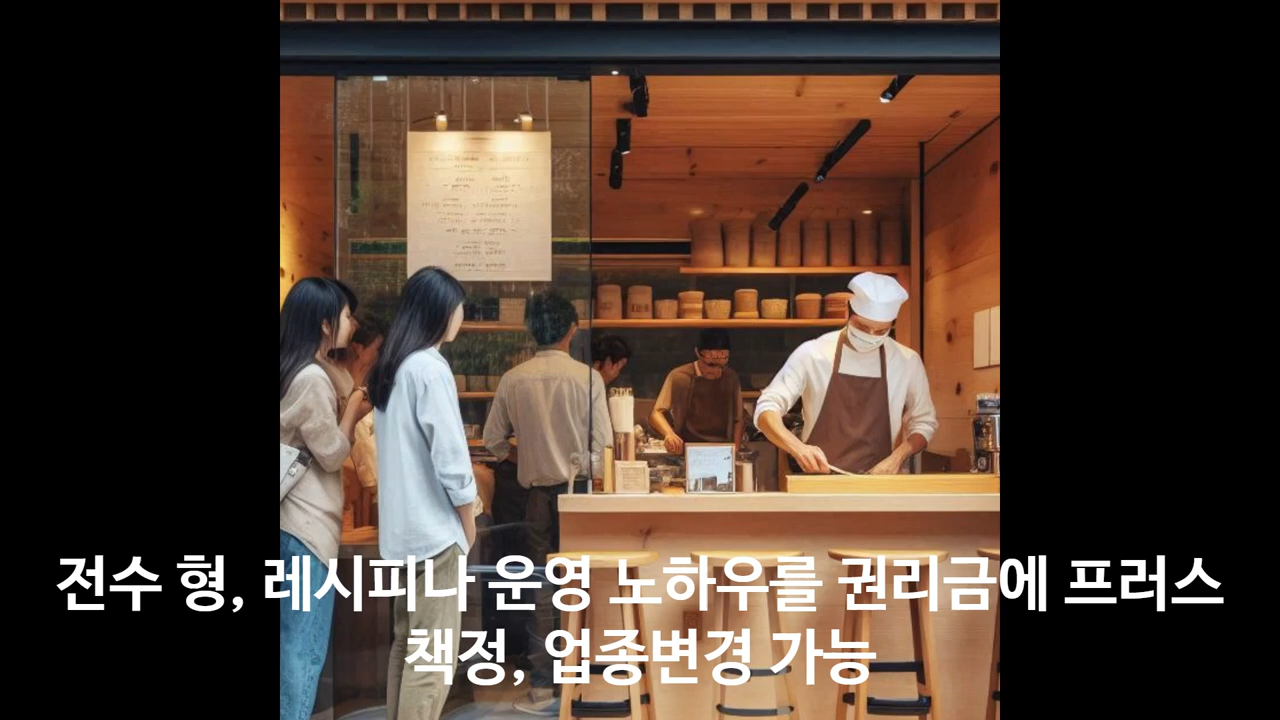 전수 형, 레시피나 운영 노하우를 권리금에 프러스
책정, 업종변경 가능